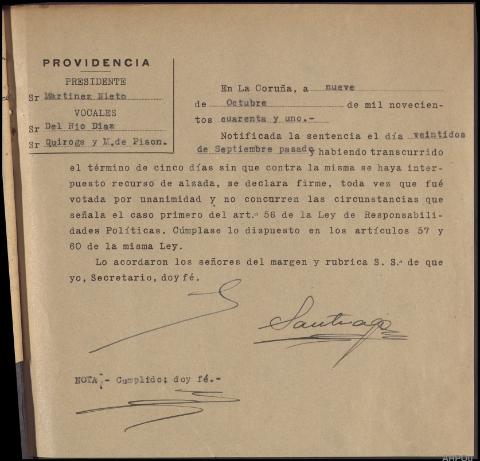 PROVIDENCIA
PRESIDENTE
Sr Martinez Nieto
VOCALES
Sr Del Rio Diaz
Sr Quiroga y M. de Pison.
En La Coruña, a nueve
de Octubre de mil novecien-
tos cuarenta y uno.-
Notificada la sentencia el día veintidos
de Septiembre pasado y habiendo transcurrido
el término de cinco días sin que contra la misma se haya inter-
puesto recurso de alzada, se declara firme, toda vez que fué
votada por unanimidad y no concurren las circunstancias que
señala el caso primero del art.º 56 de la Ley de Responsabili-
dades Políticas. Cúmplase lo dispuesto en los artículos 57 y
60 de la misma Ley.
Lo acordaron los señores del margen y rubrica S. S.ª de que
yo, Secretario, doy fé.
Santiago
NOTA;- Cumplido; doy fé.-